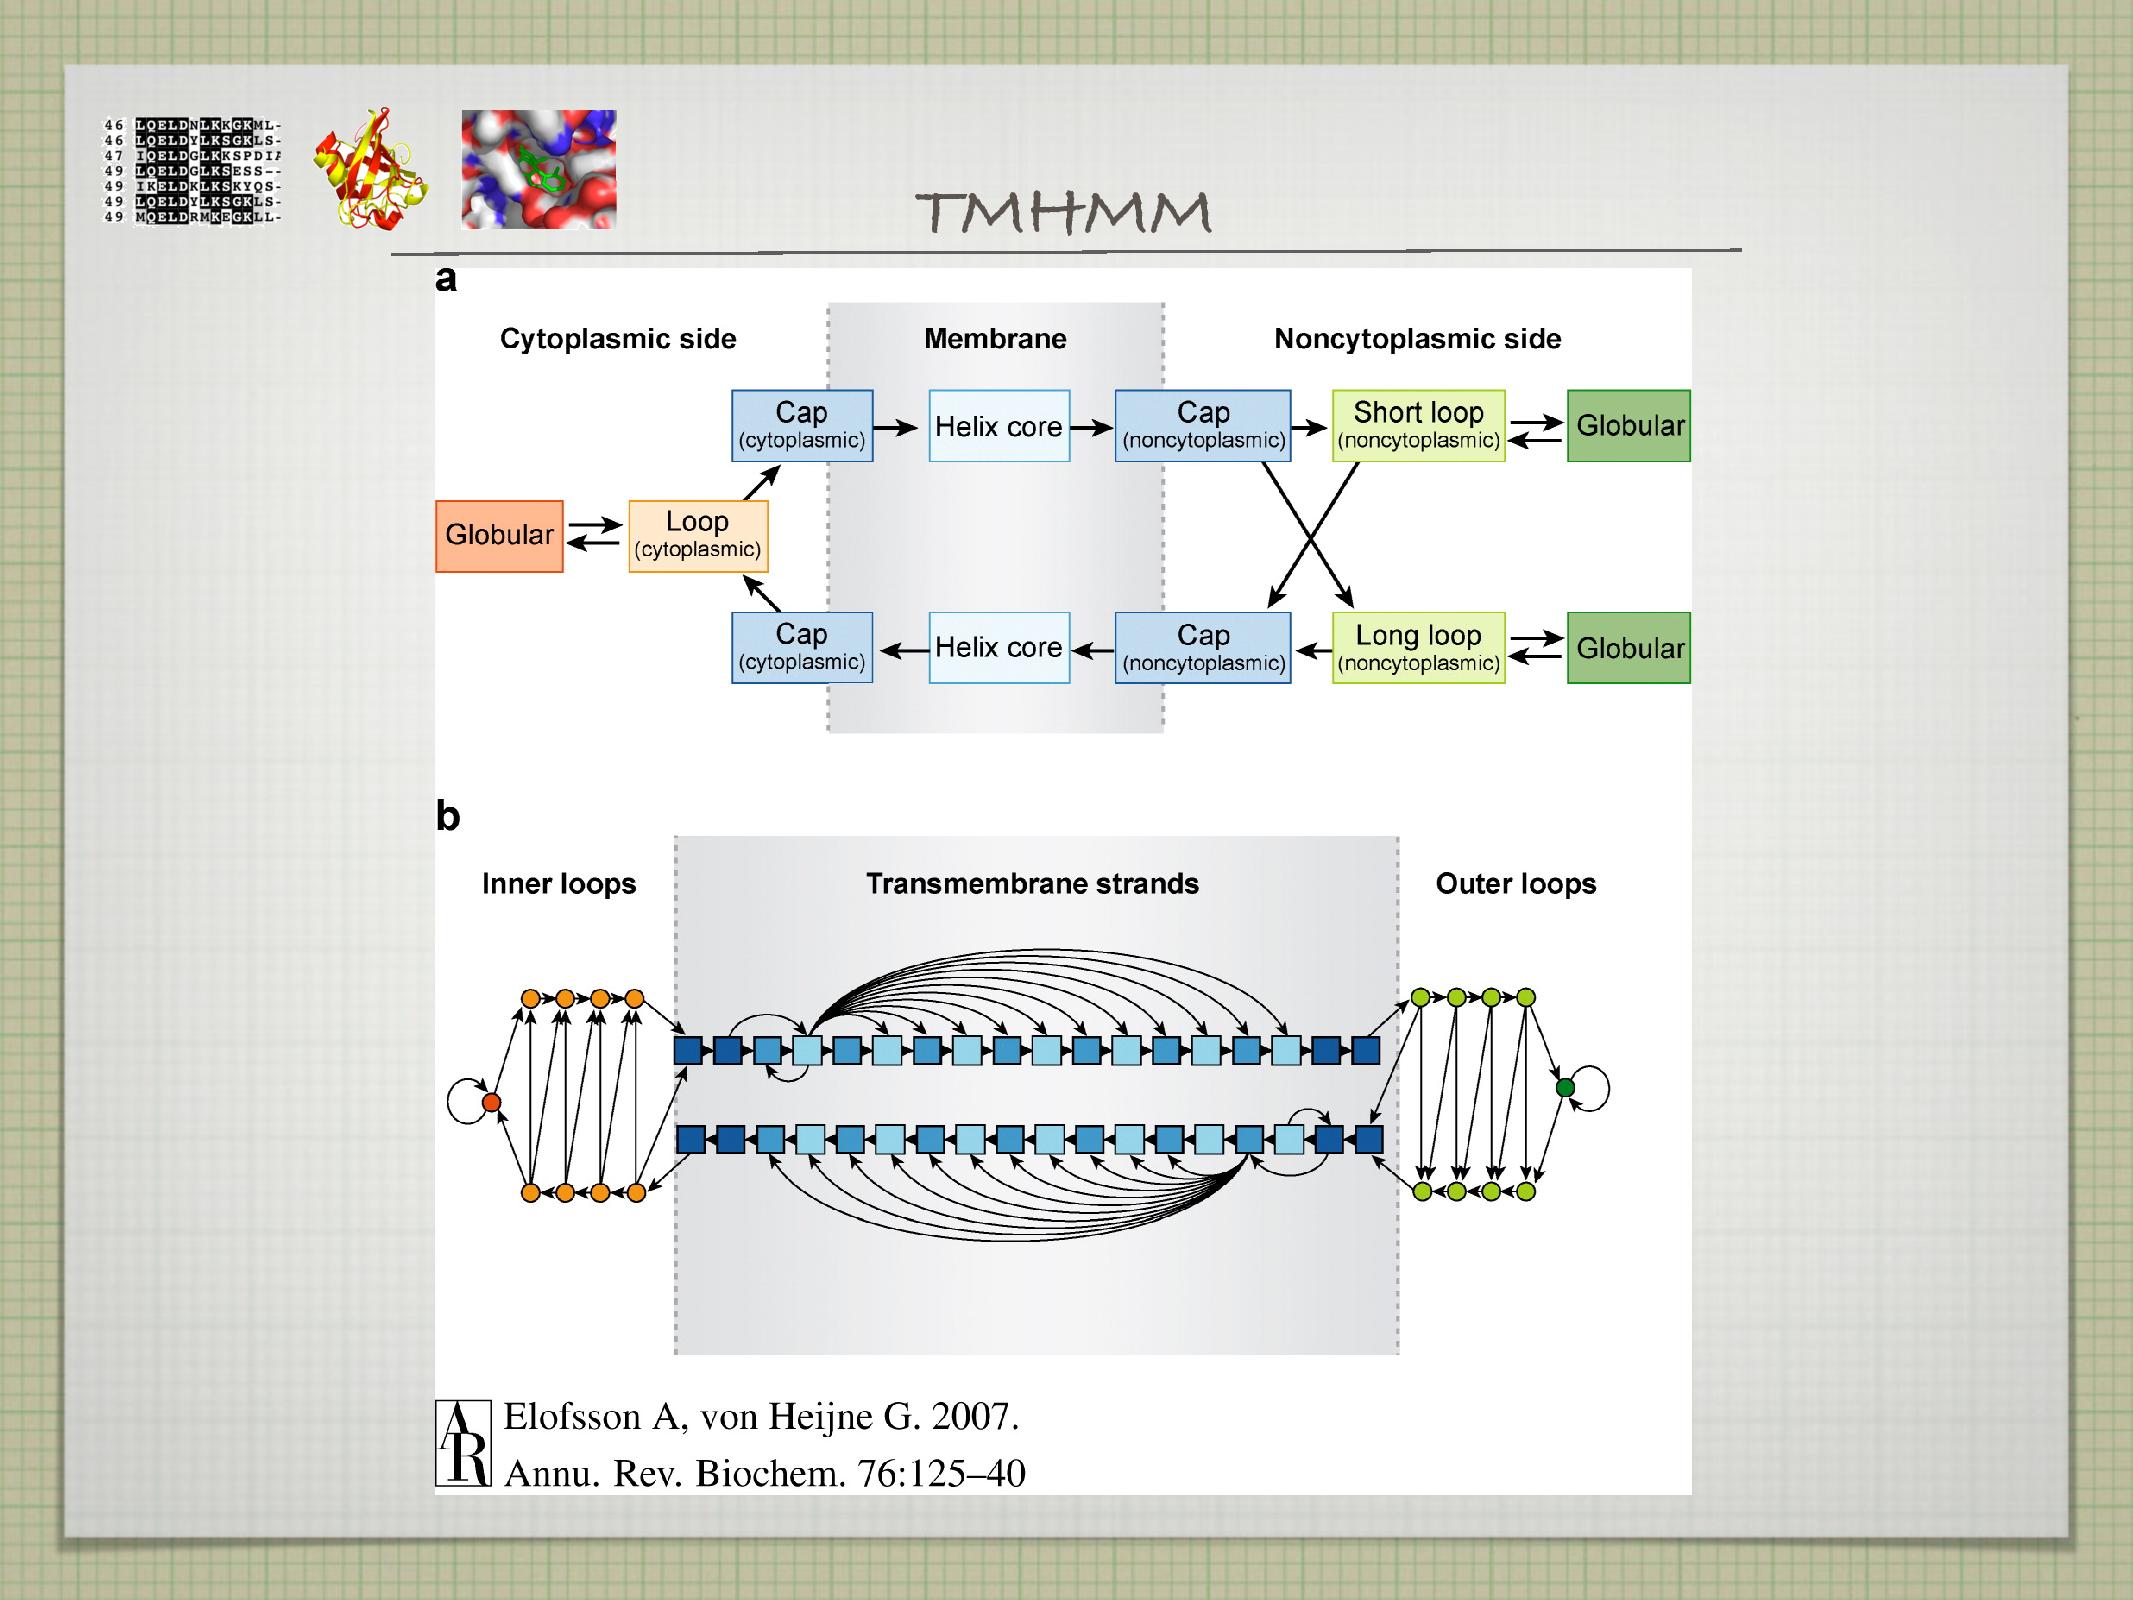 46 LQELDNLKKGKML-
46 LQELDYLKSGKLS-
47 IQELDGLKKSPDI
49 LQELDGLKSESS--
49 IKELDKLKSKYQS-
49 LQELDYLKSGKLS-
49 MQELDRMKEGKLL-
TMHMM
a
Cytoplasmic side
Membrane
Noncytoplasmic side
Cap
(cytoplasmic)
Helix core
Cap
(noncytoplasmic)
Short loop
(noncytoplasmic)
Globular
Globular
Loop
(cytoplasmic)
Cap
(cytoplasmic)
Helix core
Cap
(noncytoplasmic)
Long loop
(noncytoplasmic)
Globular
b
Inner loops
Transmembrane strands
Outer loops
AR
Elofsson A, von Heijne G. 2007.
Annu. Rev. Biochem. 76:125–40